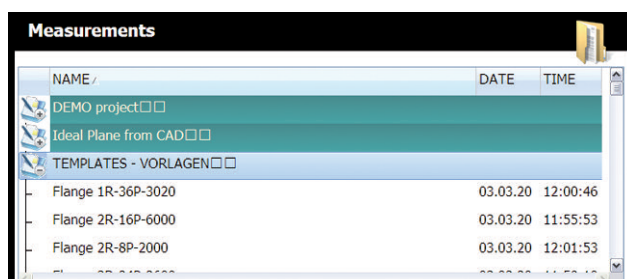 Measurements
NAME DATE TIME
DEMO project□□
Ideal Plane from CAD□□
TEMPLATES - VORLAGEN□□
Flange 1R-36P-3020 03.03.20 12:00:46
Flange 2R-16P-6000 03.03.20 11:55:53
Flange 2R-8P-2000 03.03.20 12:01:53